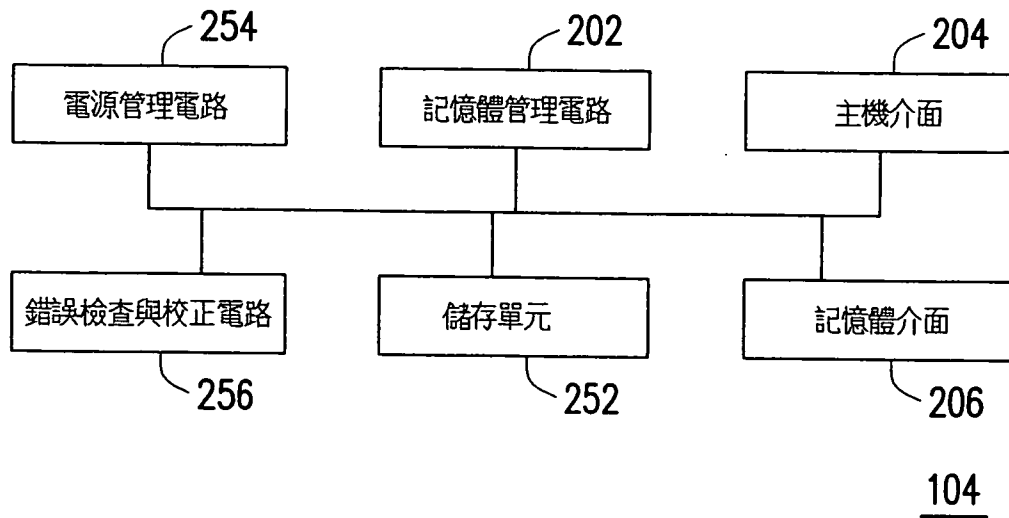 254
202
204
電源管理電路
記憶體管理電路
主機介面
錯誤檢查與校正電路
儲存單元
記憶體介面
256
252
206
104